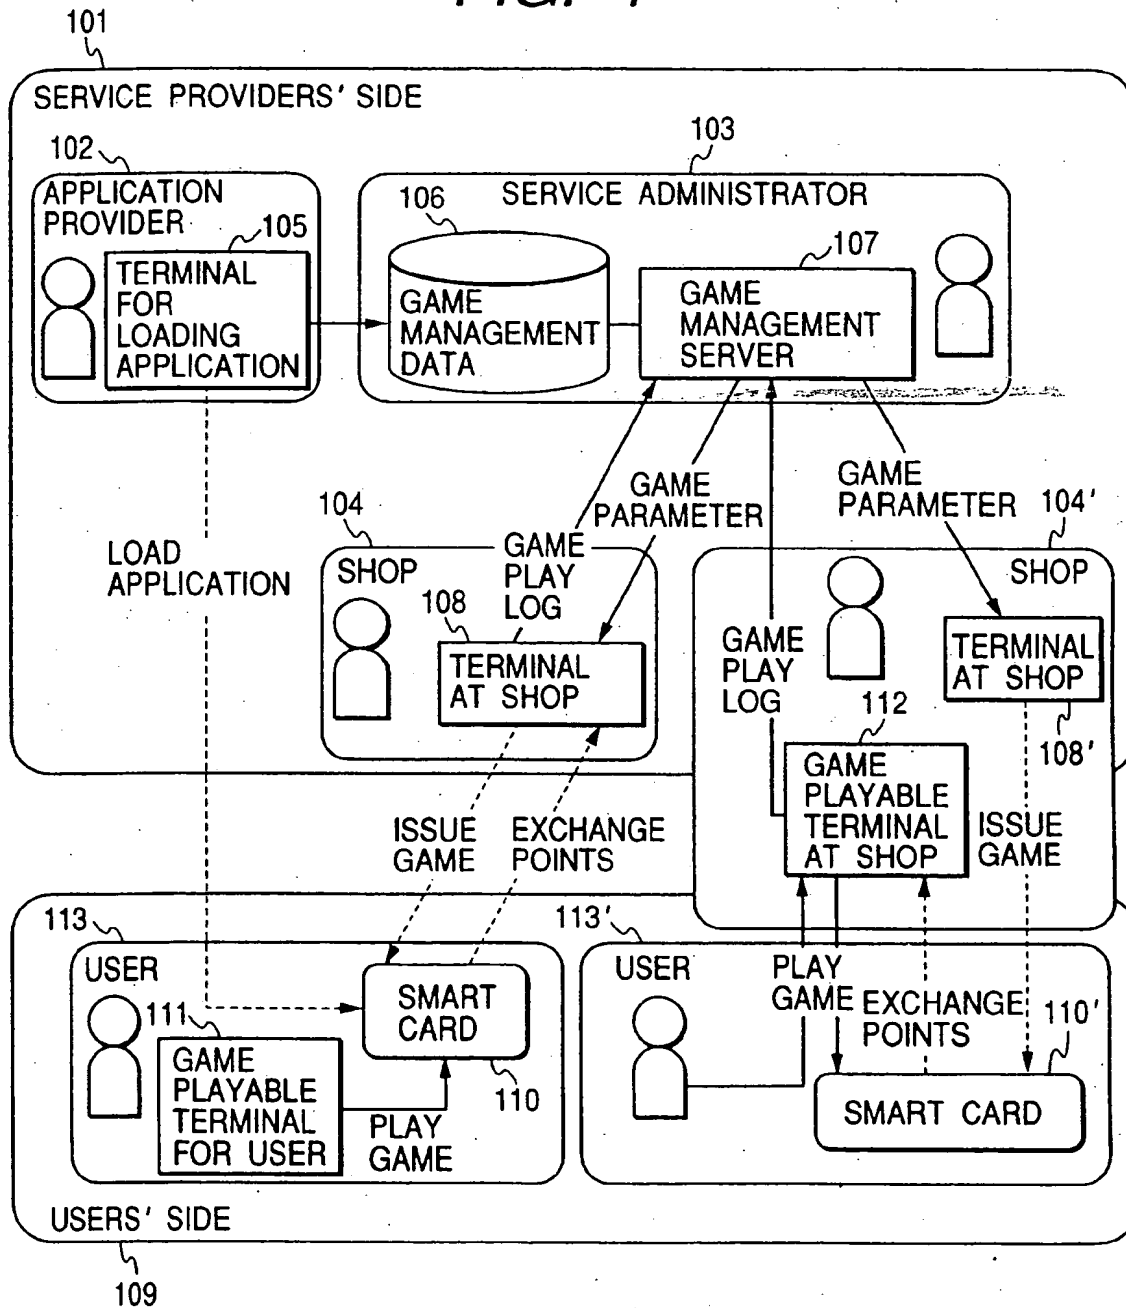 FIG. 1
101
SERVICE PROVIDERS' SIDE
102
APPLICATION
PROVIDER
105
TERMINAL
FOR
LOADING
APPLICATION
103
SERVICE ADMINISTRATOR
106
GAME
MANAGEMENT
DATA
107
GAME
MANAGEMENT
SERVER
LOAD
APPLICATION
104
SHOP
GAME
PLAY
LOG
GAME
PARAMETER
108
TERMINAL
AT SHOP
GAME
PARAMETER
104'
SHOP
GAME
PLAY
LOG
TERMINAL
AT SHOP
108'
112
GAME
PLAYABLE
TERMINAL
AT SHOP
ISSUE
GAME
EXCHANGE
POINTS
ISSUE
GAME
113
USER
111
GAME
PLAYABLE
TERMINAL
FOR USER
SMART
CARD
110
PLAY
GAME
113'
USER
PLAY
GAME
EXCHANGE
POINTS
110'
SMART CARD
USERS' SIDE
109